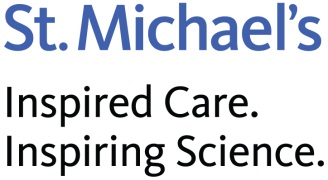 St. Michael’s
Inspired Care.
Inspiring Science.